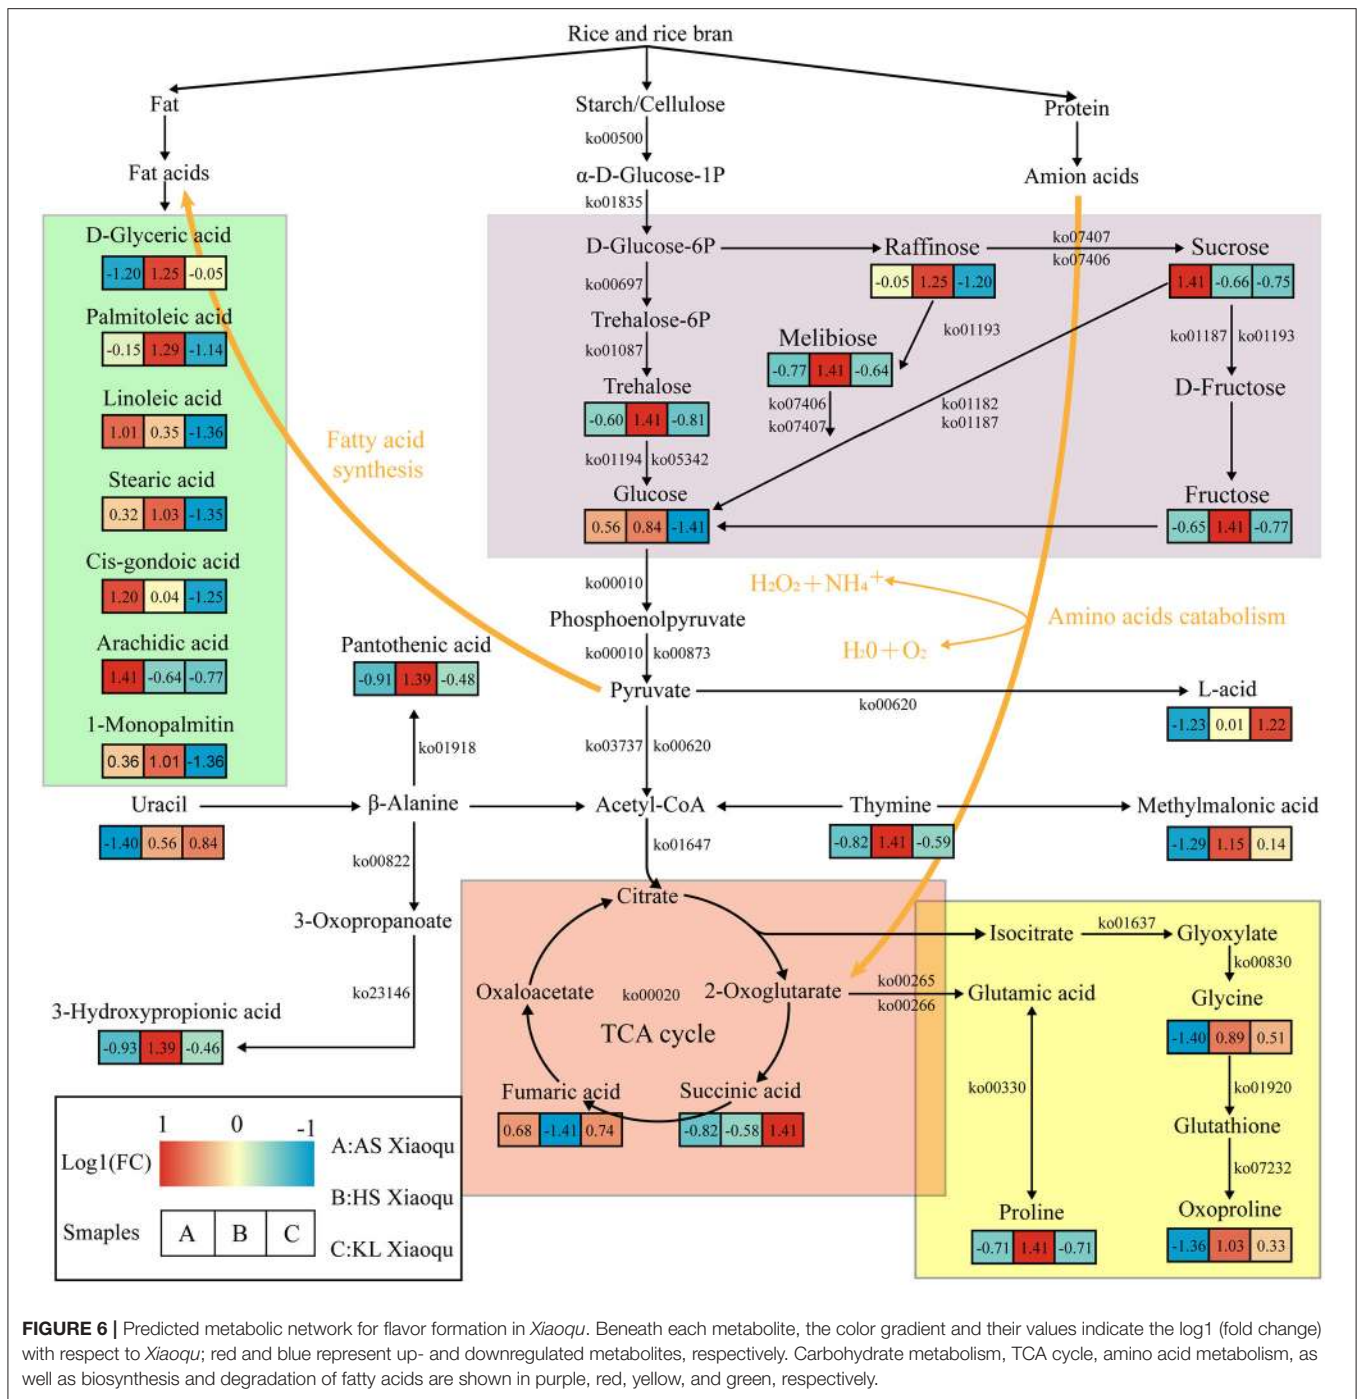 Rice and rice bran
Fat
Starch/Cellulose
Protein
ko00500
Fat acids
α-D-Glucose-1P
Amion acids
ko01835
D-Glyceric acid
-1.20 1.25 -0.05
Palmitoleic acid
-0.15 1.29 -1.14
Linoleic acid
1.01 0.35 -1.36
Stearic acid
0.32 1.03 -1.35
Cis-gondoic acid
1.20 0.04 -1.25
Arachidic acid
1.41 -0.64 -0.77
1-Monopalmitin
0.36 1.01 -1.36
Fatty acid
synthesis
D-Glucose-6P
Raffinose
ko07407
ko07406
Sucrose
-0.05 1.25 -1.20
1.41 -0.66 -0.75
ko00697
Trehalose-6P
ko01193
Melibiose
-0.77 1.41 -0.64
ko01087
ko01187 ko01193
Trehalose
-0.60 1.41 -0.81
D-Fructose
ko07406
ko07407
ko01182
ko01187
ko01194 ko05342
Glucose
0.56 0.84 -1.41
Fructose
-0.65 1.41 -0.77
ko00010
H₂O₂+NH₄⁺
Amino acids catabolism
H₂0+O₂
Phosphoenolpyruvate
ko00010 ko00873
Pantothenic acid
-0.91 1.39 -0.48
Pyruvate
ko00620
L-acid
-1.23 0.01 1.22
ko01918
ko03737 ko00620
Uracil
-1.40 0.56 0.84
β-Alanine
Acetyl-CoA
Thymine
-0.82 1.41 -0.59
Methylmalonic acid
-1.29 1.15 0.14
ko00822
ko01647
3-Oxopropanoate
ko23146
3-Hydroxypropionic acid
-0.93 1.39 -0.46
Citrate
Oxaloacetate
ko00020
2-Oxoglutarate
TCA cycle
Fumaric acid
0.68 -1.41 0.74
Succinic acid
-0.82 -0.58 1.41
Isocitrate
ko01637
Glyoxylate
ko00830
ko00265
ko00266
Glutamic acid
Glycine
-1.40 0.89 0.51
ko00330
ko01920
Glutathione
ko07232
Proline
-0.71 1.41 -0.71
Oxoproline
-1.36 1.03 0.33
1 0 -1
Log1(FC)
A:AS Xiaoqu
B:HS Xiaoqu
Smaples A B C
C:KL Xiaoqu
FIGURE 6 | Predicted metabolic network for flavor formation in Xiaoqu. Beneath each metabolite, the color gradient and their values indicate the log1 (fold change)
with respect to Xiaoqu; red and blue represent up- and downregulated metabolites, respectively. Carbohydrate metabolism, TCA cycle, amino acid metabolism, as
well as biosynthesis and degradation of fatty acids are shown in purple, red, yellow, and green, respectively.